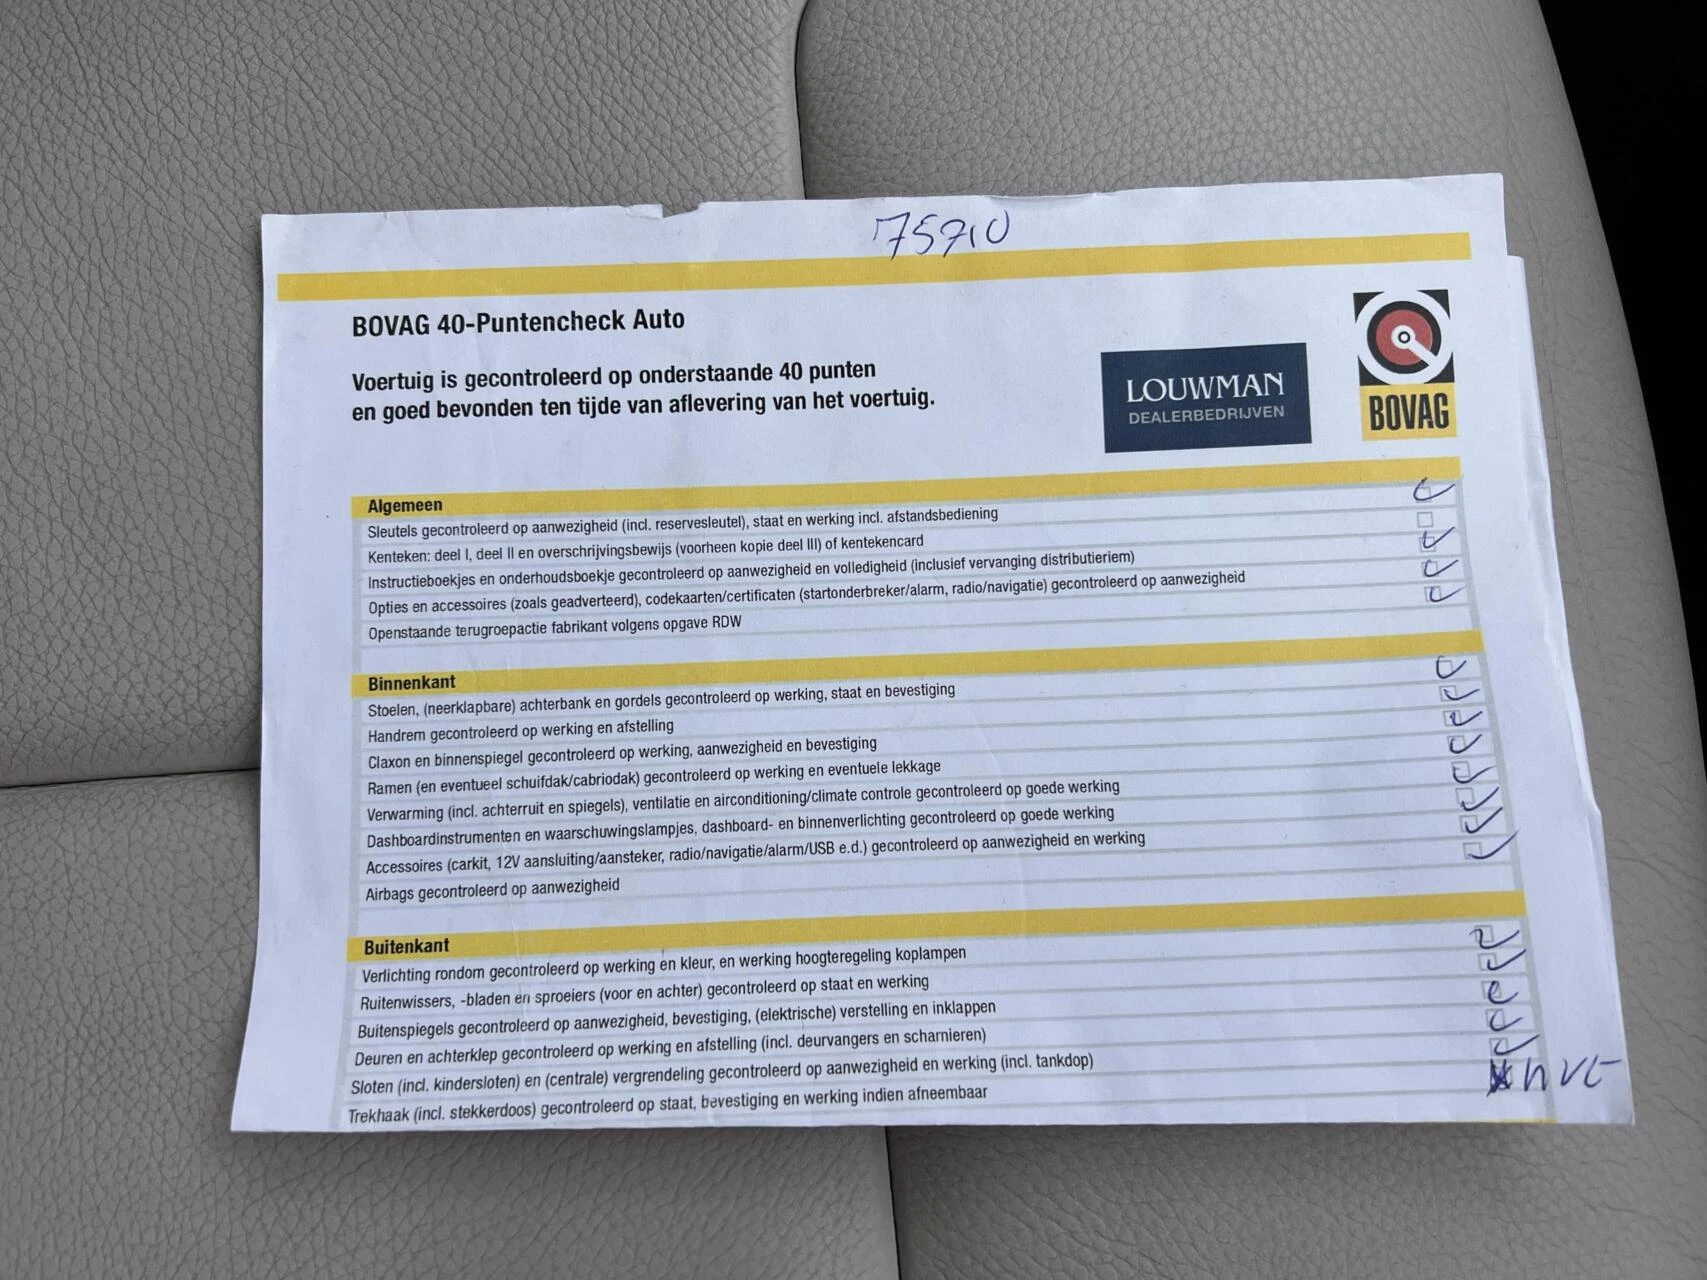 75710
BOVAG 40-Puntencheck Auto
Voertuig is gecontroleerd op onderstaande 40 punten
en goed bevonden ten tijde van aflevering van het voertuig.
LOUWMAN
DEALERBEDRIJVEN
BOVAG
Algemeen
Sleutels gecontroleerd op aanwezigheid (incl. reservesleutel), staat en werking incl. afstandsbediening
Kenteken: deel I, deel II en overschrijvingsbewijs (voorheen kopie deel III) of kentekencard
Instructieboekjes en onderhoudsboekje gecontroleerd op aanwezigheid en volledigheid (inclusief vervanging distributieriem)
Opties en accessoires (zoals geadverteerd), codekaarten/certificaten (startonderbreker/alarm, radio/navigatie) gecontroleerd op aanwezigheid
Openstaande terugroepactie fabrikant volgens opgave RDW
Binnenkant
Stoelen, (neerklapbare) achterbank en gordels gecontroleerd op werking, staat en bevestiging
Handrem gecontroleerd op werking en afstelling
Claxon en binnenspiegel gecontroleerd op werking, aanwezigheid en bevestiging
Ramen (en eventueel schuifdak/cabriodak) gecontroleerd op werking en eventuele lekkage
Verwarming (incl. achterruit en spiegels), ventilatie en airconditioning/climate controle gecontroleerd op goede werking
Dashboardinstrumenten en waarschuwingslampjes, dashboard- en binnenverlichting gecontroleerd op goede werking
Accessoires (carkit, 12V aansluiting/aansteker, radio/navigatie/alarm/USB e.d.) gecontroleerd op aanwezigheid en werking
Airbags gecontroleerd op aanwezigheid
Buitenkant
Verlichting rondom gecontroleerd op werking en kleur, en werking hoogteregeling koplampen
Ruitenwissers, -bladen en sproeiers (voor en achter) gecontroleerd op staat en werking
Buitenspiegels gecontroleerd op aanwezigheid, bevestiging, (elektrische) verstelling en inklappen
Deuren en achterklep gecontroleerd op werking en afstelling (incl. deurvangers en scharnieren)
Sloten (incl. kindersloten) en (centrale) vergrendeling gecontroleerd op aanwezigheid en werking (incl. tankdop)
Trekhaak (incl. stekkerdoos) gecontroleerd op staat, bevestiging en werking indien afneembaar